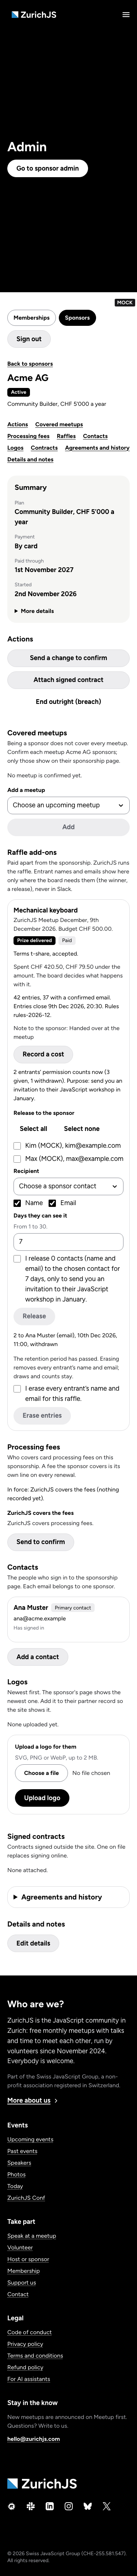 ZurichJS
Admin
Go to sponsor admin
MOCK
Memberships
Sponsors
Sign out
Back to sponsors
Acme AG
Active
Community Builder, CHF 5'000 a year
Actions
Covered meetups
Processing fees
Raffles
Contacts
Logos
Contracts
Agreements and history
Details and notes
Summary
Plan
Community Builder, CHF 5'000 a
year
Payment
By card
Paid through
1st November 2027
Started
2nd November 2026
More details
Actions
Send a change to confirm
Attach signed contract
End outright (breach)
Covered meetups
Being a sponsor does not cover every meetup.
Confirm each meetup Acme AG sponsors;
only those show on their sponsorship page.
No meetup is confirmed yet.
Add a meetup
Choose an upcoming meetup
Add
Raffle add-ons
Paid apart from the sponsorship. ZurichJS runs
the raffle. Entrant names and emails show here
only where the board needs them (the winner,
a release), never in Slack.
Mechanical keyboard
ZurichJS Meetup December, 9th
December 2026. Budget CHF 500.00.
Prize delivered
Paid
Terms t-share, accepted.
Spent CHF 420.50, CHF 79.50 under the
amount. The board decides what happens
with it.
42 entries, 37 with a confirmed email.
Entries close 9th Dec 2026, 20:30. Rules
rules-2026-12.
Note to the sponsor: Handed over at the
meetup
Record a cost
2 entrants' permission counts now (3
given, 1 withdrawn). Purpose: send you an
invitation to their JavaScript workshop in
January.
Release to the sponsor
Select all
Select none
Kim (MOCK), kim@example.com
Max (MOCK), max@example.com
Recipient
Choose a sponsor contact
Name
Email
Days they can see it
From 1 to 30.
7
I release 0 contacts (name and
email) to the chosen contact for
7 days, only to send you an
invitation to their JavaScript
workshop in January.
Release
2 to Ana Muster (email), 10th Dec 2026,
11:00, withdrawn
The retention period has passed. Erasing
removes every entrant's name and email;
draws and counts stay.
I erase every entrant's name and
email for this raffle.
Erase entries
Processing fees
Who covers card processing fees on this
sponsorship. A fee the sponsor covers is its
own line on every renewal.
In force: ZurichJS covers the fees (nothing
recorded yet).
ZurichJS covers the fees
ZurichJS covers processing fees.
Send to confirm
Contacts
The people who sign in to the sponsorship
page. Each email belongs to one sponsor.
Ana Muster
Primary contact
ana@acme.example
Has signed in
Add a contact
Logos
Newest first. The sponsor's page shows the
newest one. Add it to their partner record so
the site shows it.
None uploaded yet.
Upload a logo for them
SVG, PNG or WebP, up to 2 MB.
Choose a file
No file chosen
Upload logo
Signed contracts
Contracts signed outside the site. One on file
replaces signing online.
None attached.
Agreements and history
Details and notes
Edit details
Who are we?
ZurichJS is the JavaScript community in
Zurich: free monthly meetups with talks
and time to meet each other, run by
volunteers since November 2024.
Everybody is welcome.
Part of the Swiss JavaScript Group, a non-
profit association registered in Switzerland.
More about us
Events
Upcoming events
Past events
Speakers
Photos
Today
ZurichJS Conf
Take part
Speak at a meetup
Volunteer
Host or sponsor
Membership
Support us
Contact
Legal
Code of conduct
Privacy policy
Terms and conditions
Refund policy
For AI assistants
Stay in the know
New meetups are announced on Meetup first.
Questions? Write to us.
hello@zurichjs.com
ZurichJS
© 2026 Swiss JavaScript Group (CHE-255.581.547).
All rights reserved.